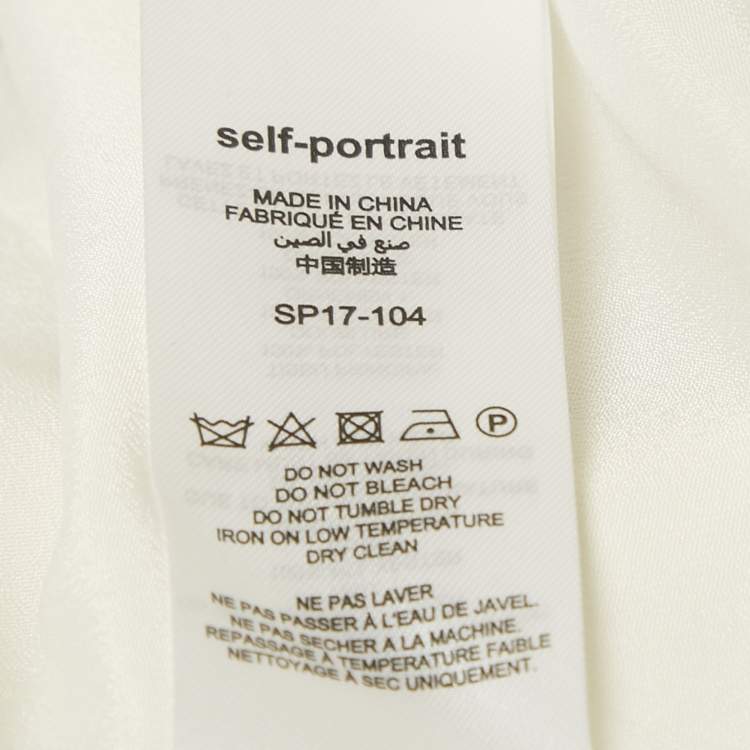 self-portrait
MADE IN CHINA
FABRIQUÉ EN CHINE
صنع في الصين
中国制造
SP17-104
P
DO NOT WASH
DO NOT BLEACH
DO NOT TUMBLE DRY
IRON ON LOW TEMPERATURE
DRY CLEAN
NE PAS LAVER
NE PAS PASSER À L'EAU DE JAVEL.
NE PAS SECHER A LA MACHINE.
REPASSAGE À TEMPERATURE FAIBLE
NETTOYAGE À SEC UNIQUEMENT.